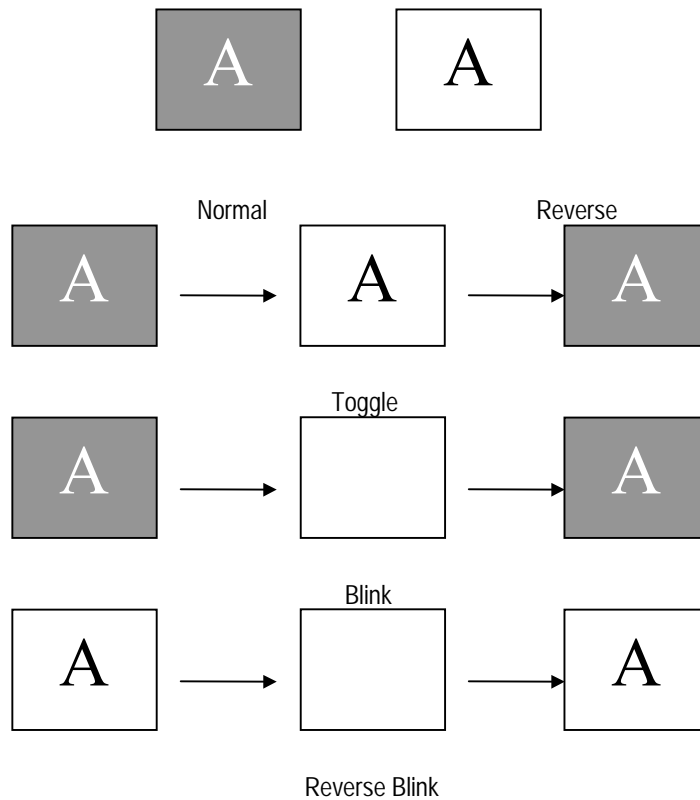 A A
Normal Reverse
A A A
Toggle
A A
Blink
A A
Reverse Blink